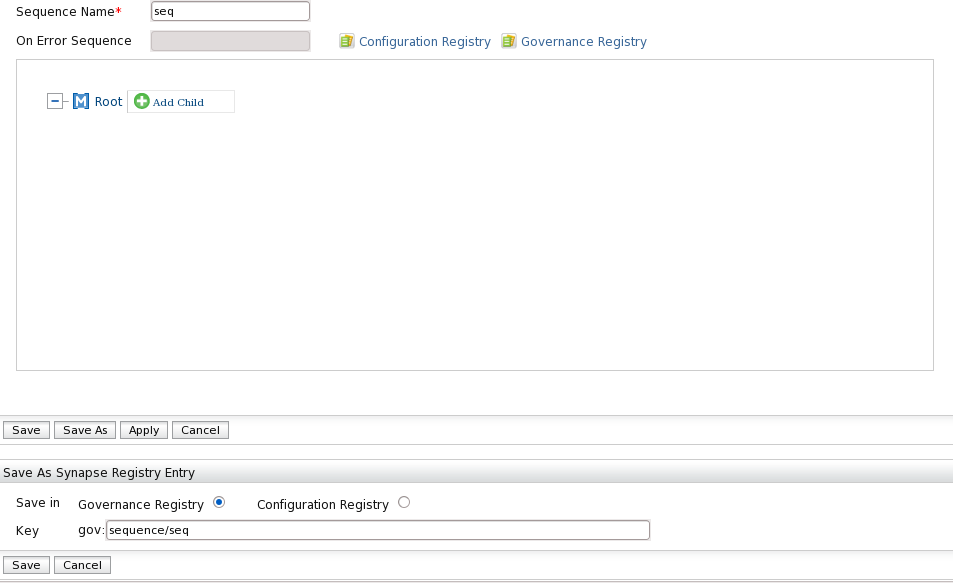 Sequence Name* seq
On Error Sequence Configuration Registry Governance Registry
Root Add Child
Save Save As Apply Cancel
Save As Synapse Registry Entry
Save in Governance Registry Configuration Registry
Key gov: sequence/seq
Save Cancel